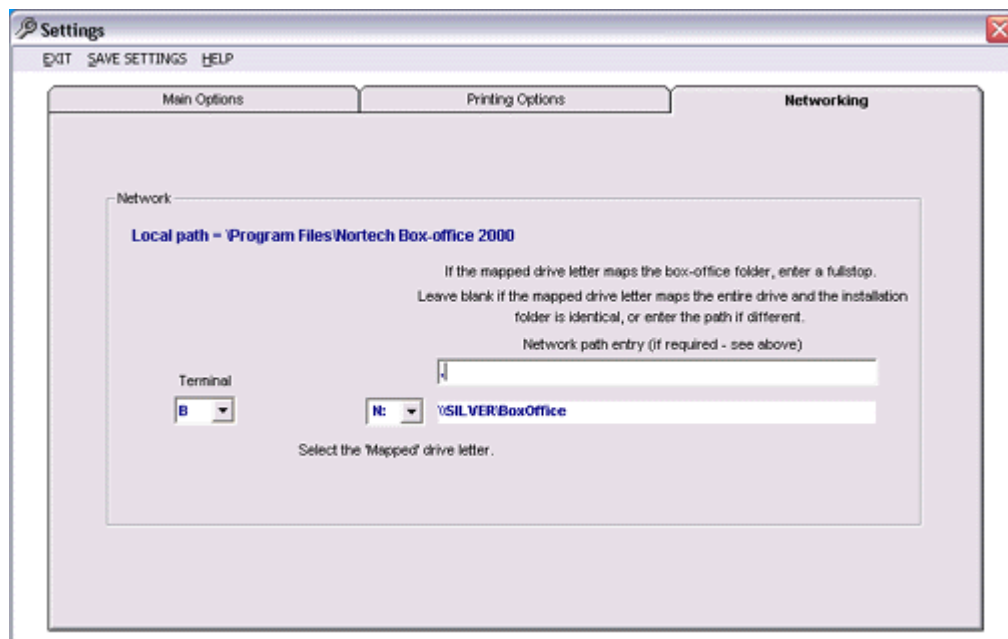 Settings
EXIT SAVE SETTINGS HELP
Main Options Printing Options Networking
Network
Local path = \Program Files\Nortech Box-office 2000
If the mapped drive letter maps the box-office folder, enter a fullstop.
Leave blank if the mapped drive letter maps the entire drive and the installation
folder is identical, or enter the path if different.
Network path entry (if required - see above)
.
Terminal
B N: \\SILVER\BoxOffice
Select the 'Mapped' drive letter.